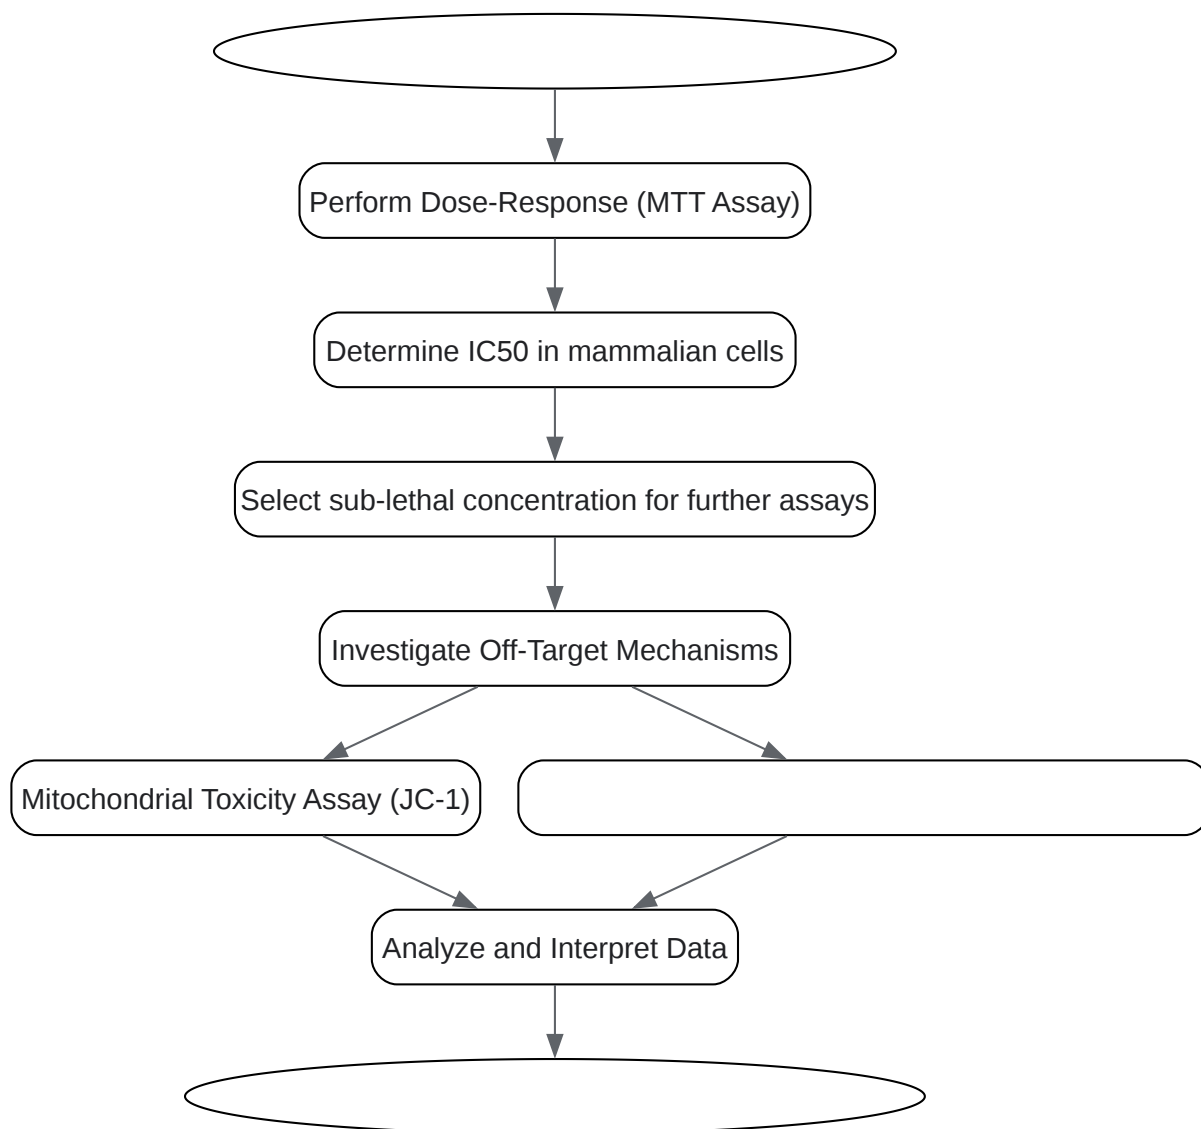 Perform Dose-Response (MTT Assay)
Determine IC50 in mammalian cells
Select sub-lethal concentration for further assays
Investigate Off-Target Mechanisms
Mitochondrial Toxicity Assay (JC-1)
Analyze and Interpret Data